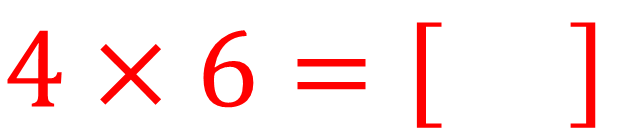 4 × 6 = [ ]